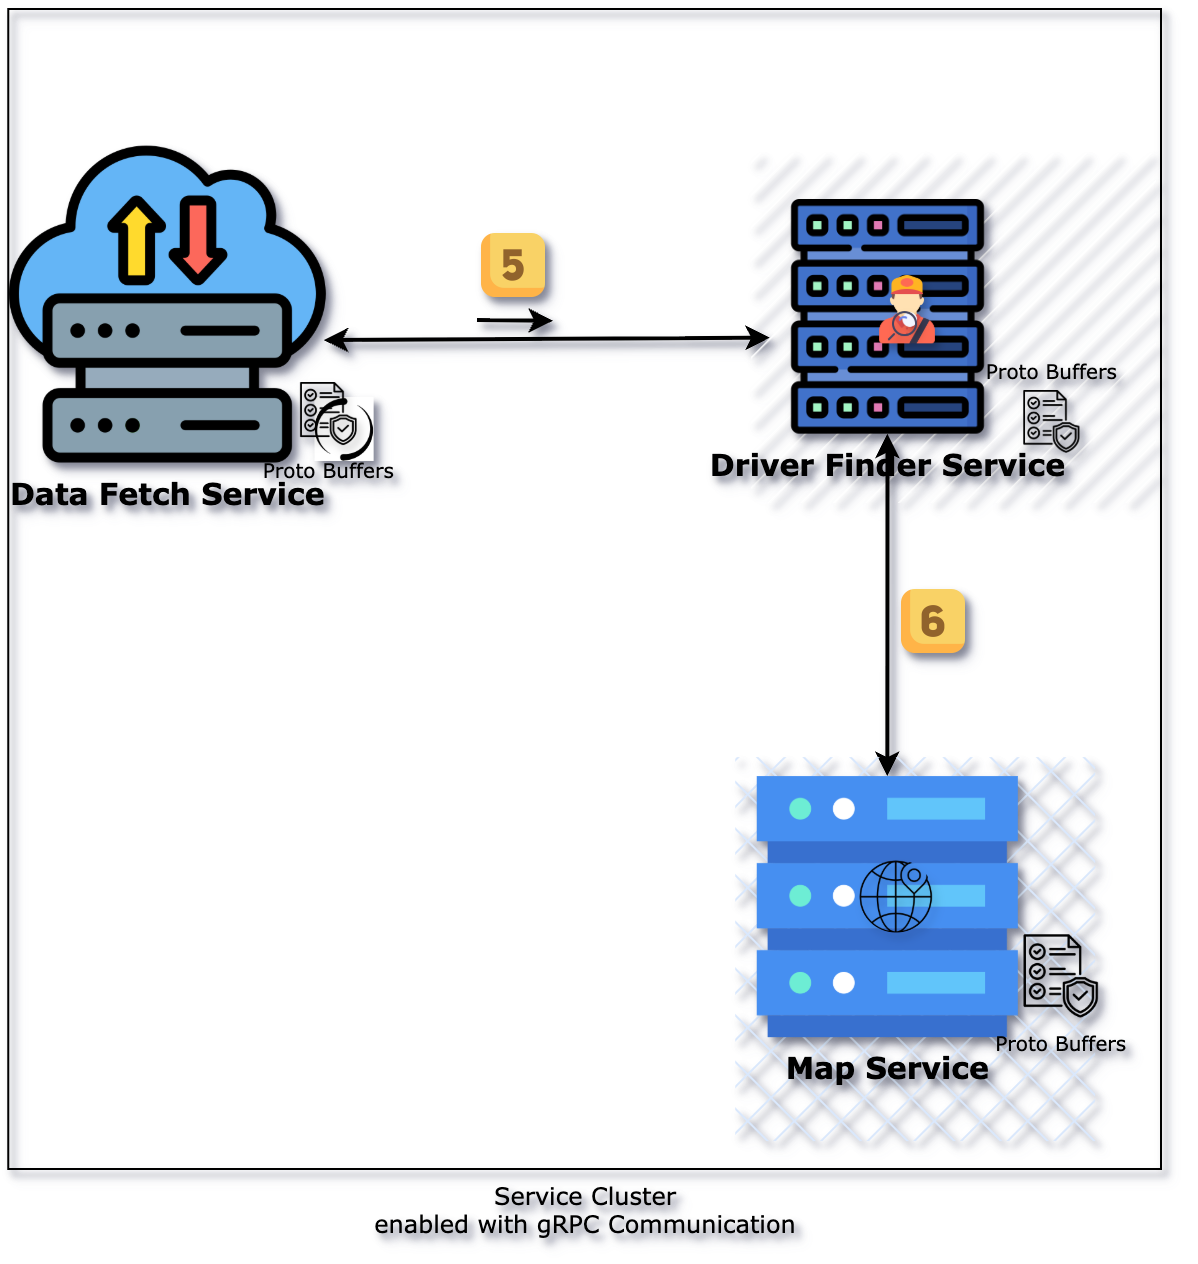 5
Proto Buffers
Driver Finder Service
Proto Buffers
Data Fetch Service
6
Proto Buffers
Map Service
Service Cluster
enabled with gRPC Communication